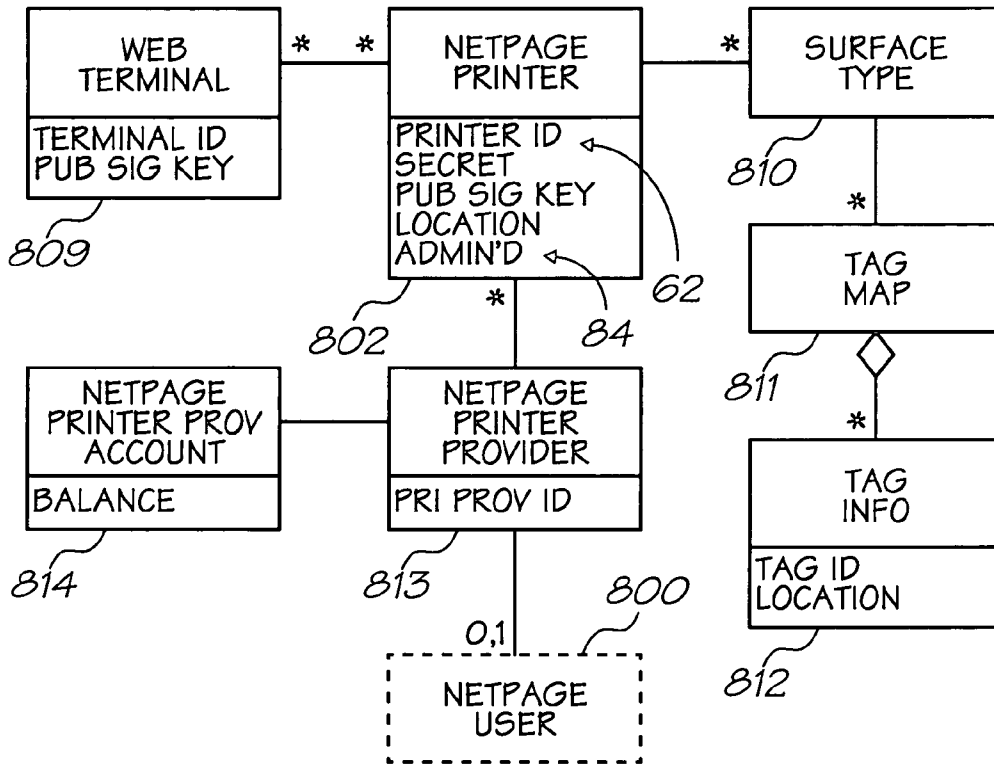 WEB
TERMINAL
TERMINAL ID
PUB SIG KEY
809
* *
NETPAGE
PRINTER
PRINTER ID
SECRET
PUB SIG KEY
LOCATION
ADMIN'D
802
62
84
*
SURFACE
TYPE
810
*
TAG
MAP
811
*
TAG
INFO
TAG ID
LOCATION
812
*
NETPAGE
PRINTER PROV
ACCOUNT
BALANCE
814
NETPAGE
PRINTER
PROVIDER
PRI PROV ID
813
0,1
800
NETPAGE
USER